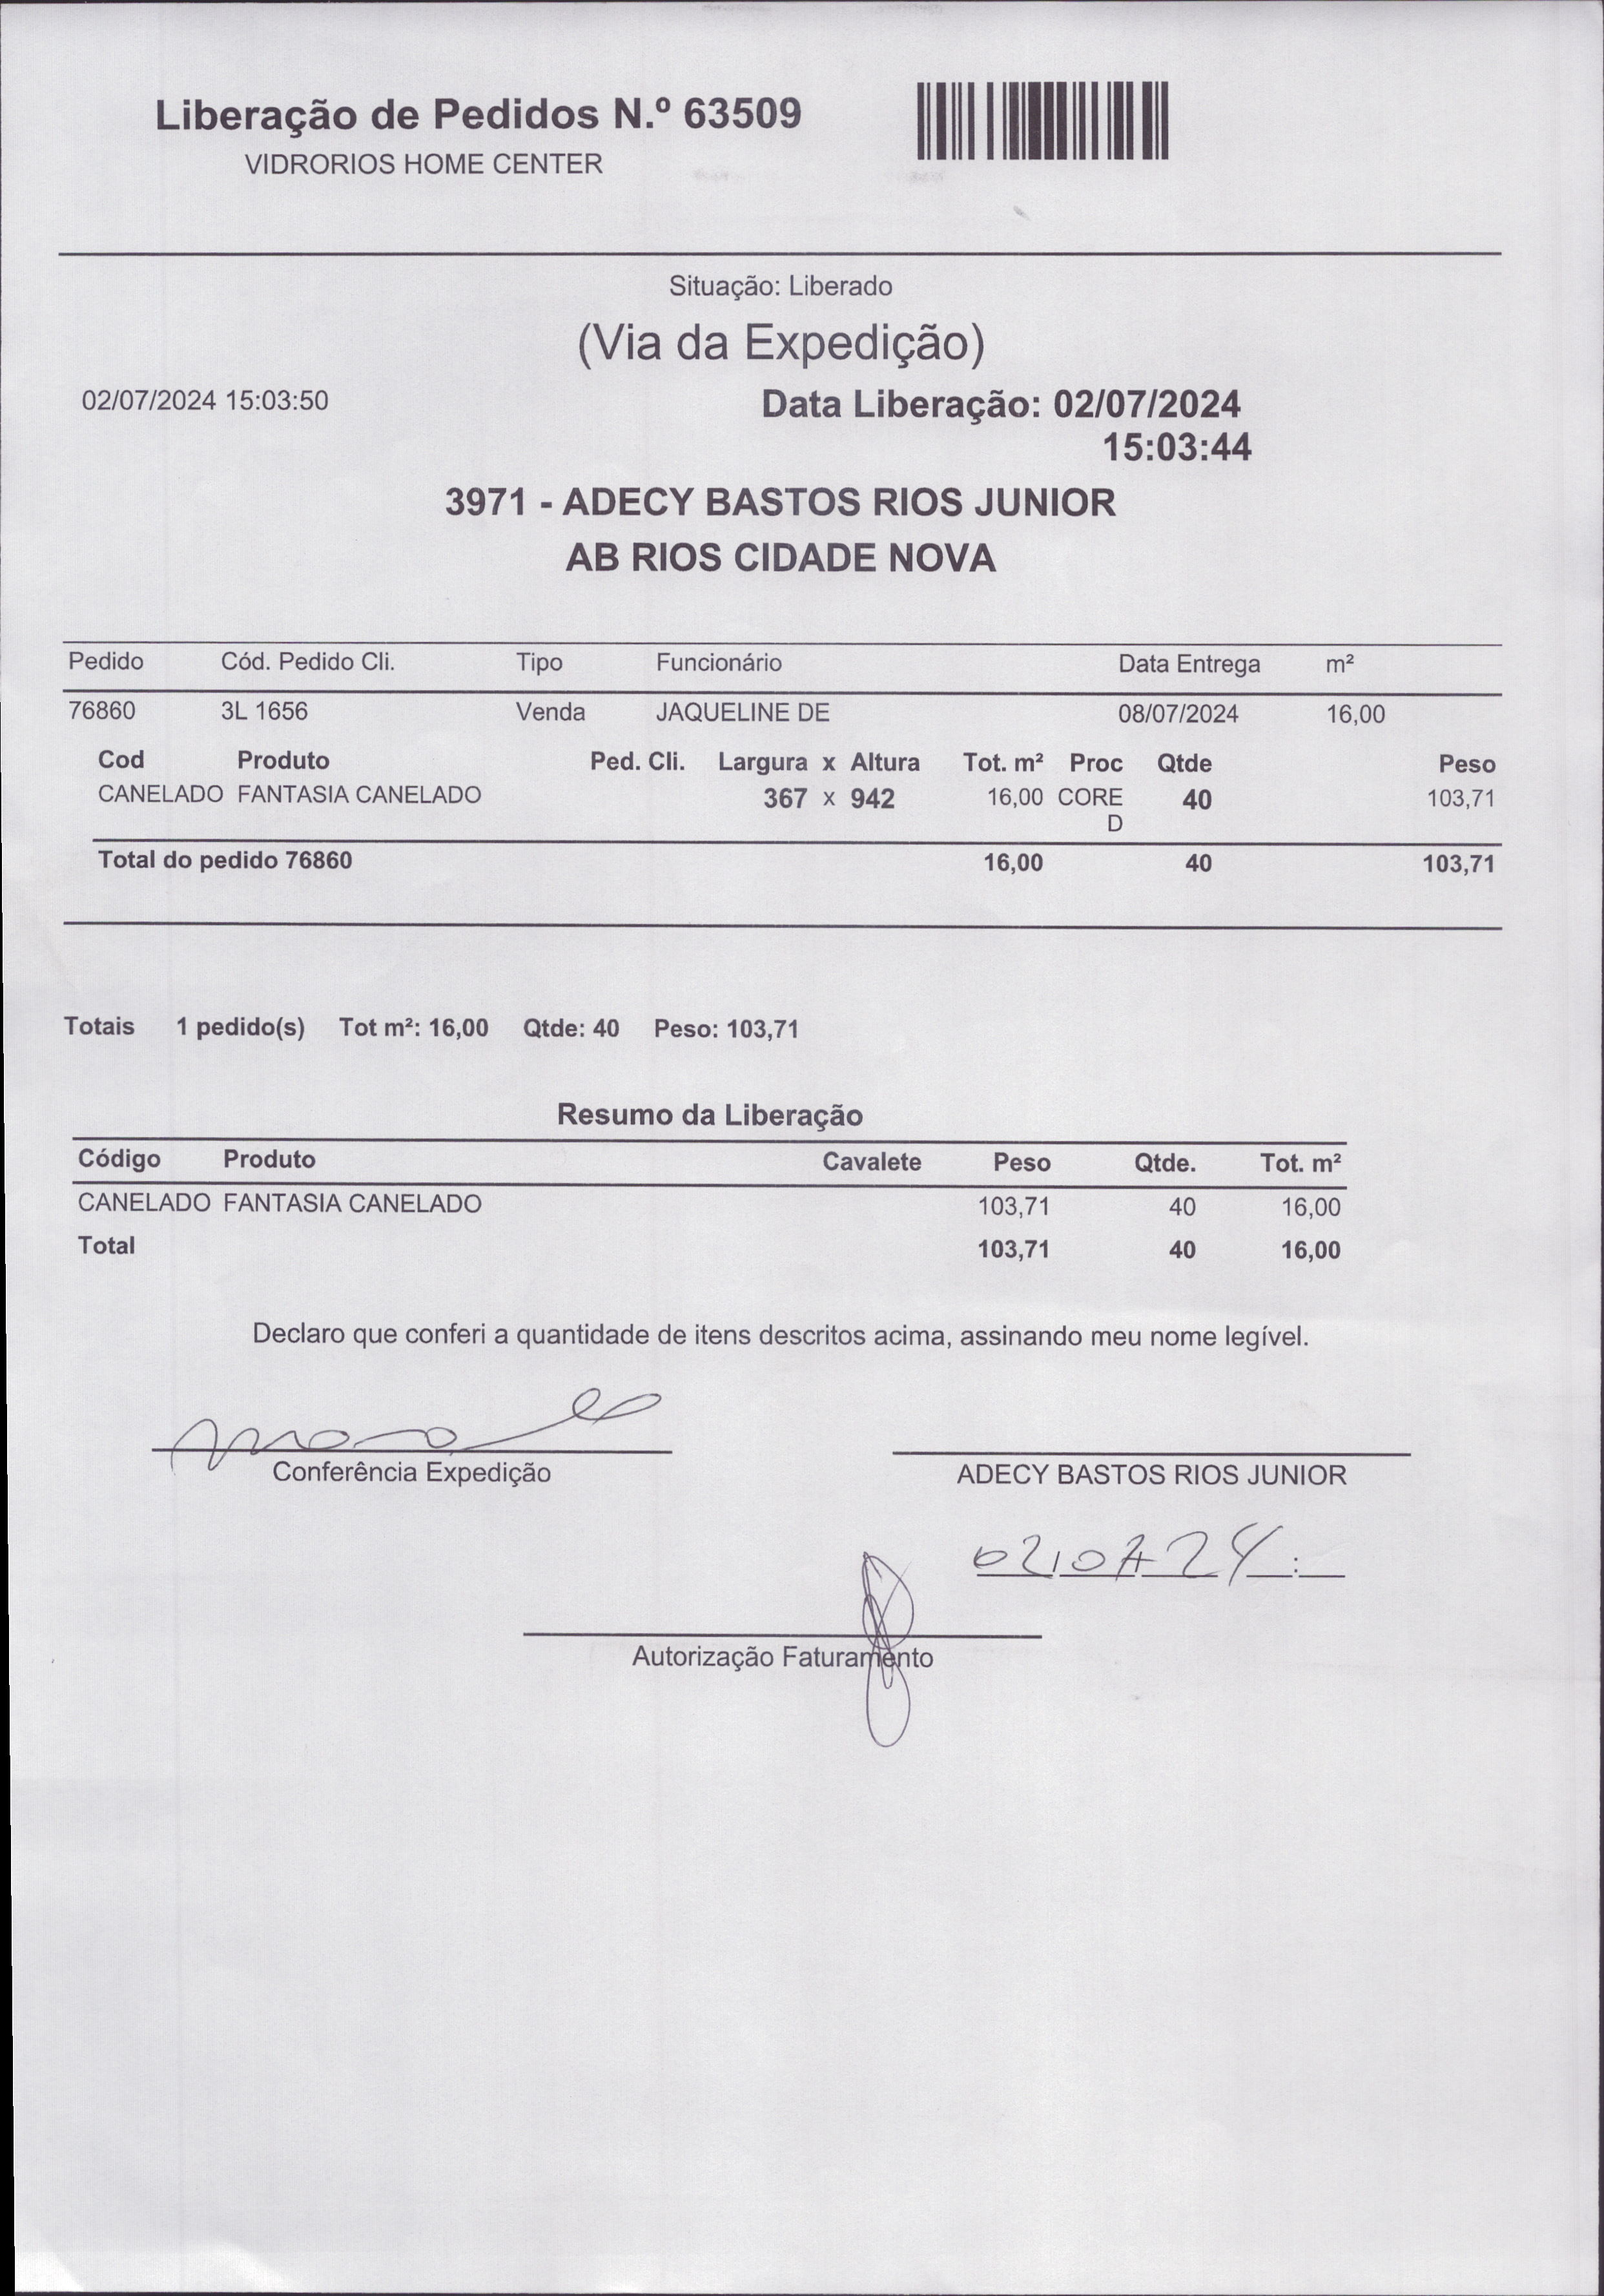 Liberação de Pedidos N.º 63509
VIDRORIOS HOME CENTER
Situação: Liberado
(Via da Expedição)
02/07/2024 15:03:50
Data Liberação: 02/07/2024
15:03:44
3971 - ADECY BASTOS RIOS JUNIOR
AB RIOS CIDADE NOVA
Pedido Cód. Pedido Cli. Tipo Funcionário Data Entrega m²
76860 3L 1656 Venda JAQUELINE DE 08/07/2024 16,00
Cod Produto Ped. Cli. Largura x Altura Tot. m² Proc Qtde Peso
CANELADO FANTASIA CANELADO 367 x 942 16,00 CORE 40 103,71
D
Total do pedido 76860 16,00 40 103,71
Totais 1 pedido(s) Tot m²: 16,00 Qtde: 40 Peso: 103,71
Resumo da Liberação
Código Produto Cavalete Peso Qtde. Tot. m²
CANELADO FANTASIA CANELADO 103,71 40 16,00
Total 103,71 40 16,00
Declaro que conferi a quantidade de itens descritos acima, assinando meu nome legível.
Conferência Expedição
ADECY BASTOS RIOS JUNIOR
02/07/24 :
Autorização Faturamento